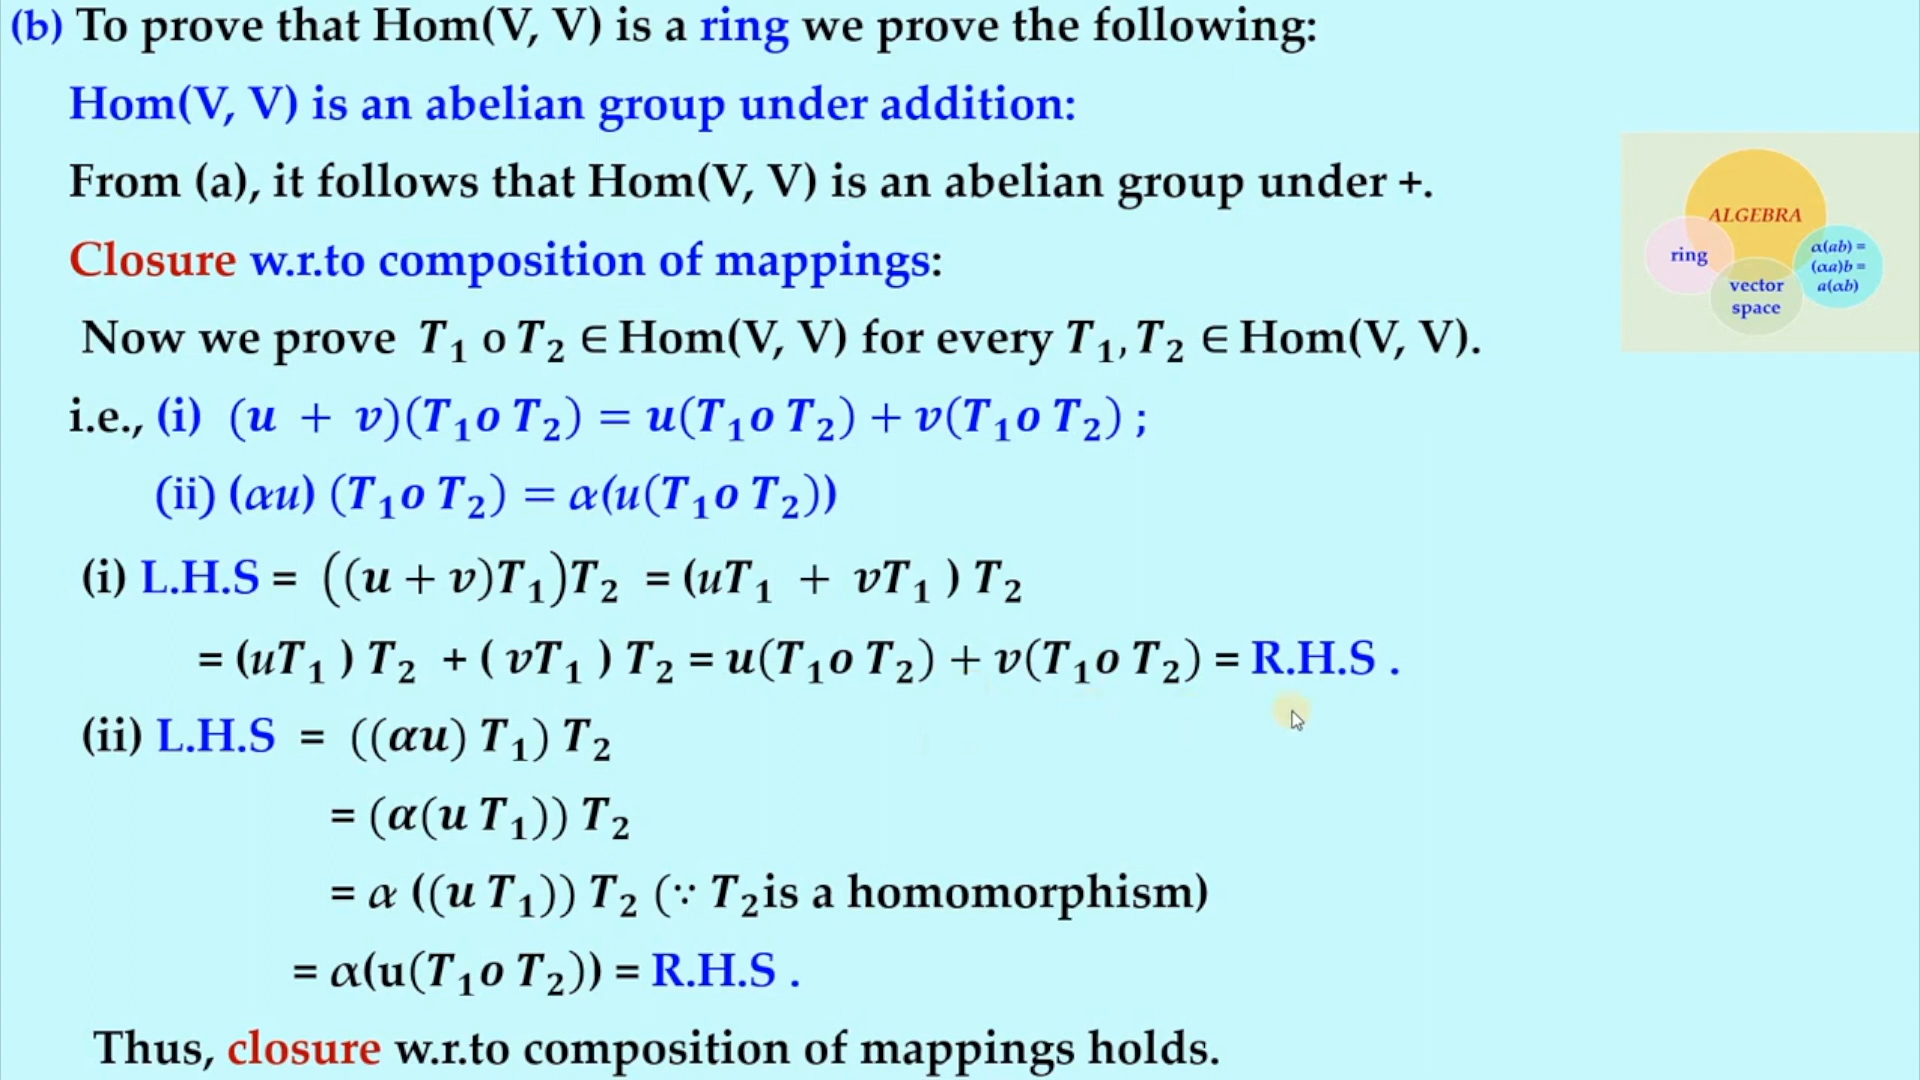 (b) To prove that Hom(V, V) is a ring we prove the following:
Hom(V, V) is an abelian group under addition:
From (a), it follows that Hom(V, V) is an abelian group under +.
Closure w.r.to composition of mappings:
Now we prove T₁ o T₂ ∈ Hom(V, V) for every T₁, T₂ ∈ Hom(V, V).
i.e., (i) (u + v)(T₁o T₂) = u(T₁o T₂) + v(T₁o T₂) ;
(ii) (αu) (T₁o T₂) = α(u(T₁o T₂))
(i) L.H.S = ((u + v)T₁)T₂ = (uT₁ + vT₁ ) T₂
= (uT₁ ) T₂ + ( vT₁ ) T₂ = u(T₁o T₂) + v(T₁o T₂) = R.H.S .
(ii) L.H.S = ((αu) T₁) T₂
= (α(u T₁)) T₂
= α ((u T₁)) T₂ (∵ T₂is a homomorphism)
= α(u(T₁o T₂)) = R.H.S .
Thus, closure w.r.to composition of mappings holds.
ALGEBRA
ring
vector
space
α(ab) =
(αa)b =
a(αb)